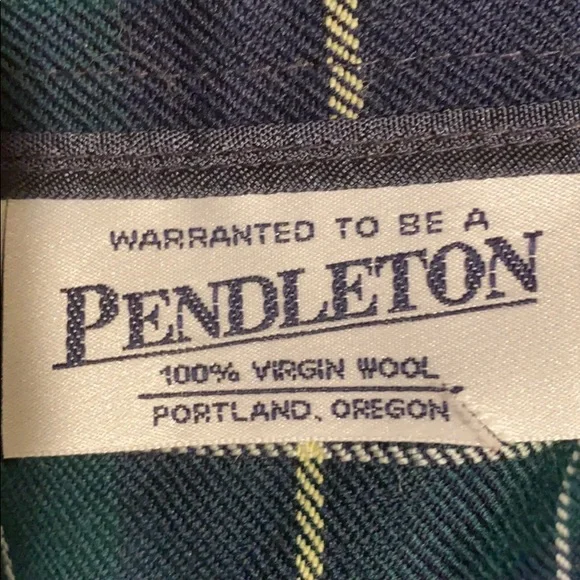 WARRANTED TO BE A
PENDLETON
100% VIRGIN WOOL
PORTLAND, OREGON